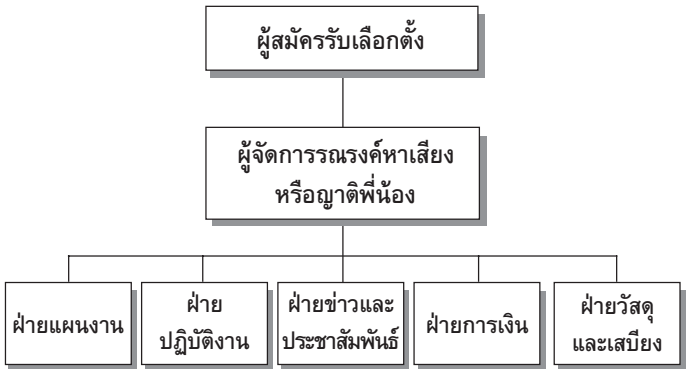 ผู้สมัครรับเลือกตั้ง
ผู้จัดการรณรงค์หาเสียง
หรือญาติพี่น้อง
ฝ่ายแผนงาน
ฝ่าย
ปฏิบัติงาน
ฝ่ายข่าวและ
ประชาสัมพันธ์
ฝ่ายการเงิน
ฝ่ายวัสดุ
และเสบียง